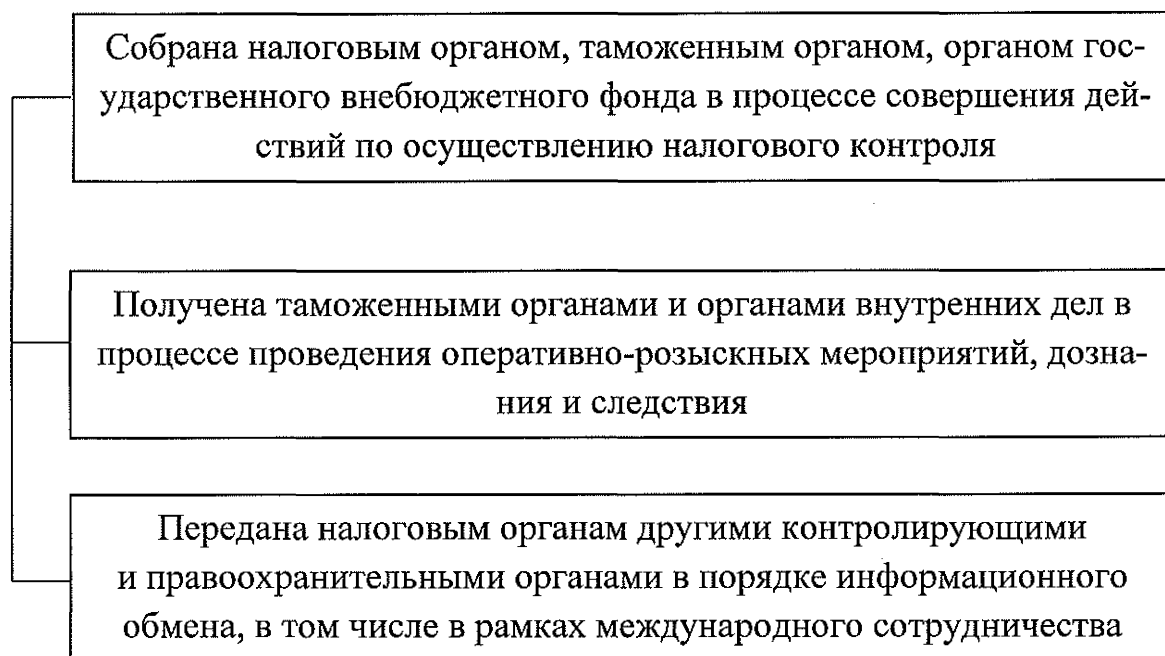 Собрана налоговым органом, таможенным органом, органом гос-
ударственного внебюджетного фонда в процессе совершения дей-
ствий по осуществлению налогового контроля
Получена таможенными органами и органами внутренних дел в
процессе проведения оперативно-розыскных мероприятий, дозна-
ния и следствия
Передана налоговым органам другими контролирующими
и правоохранительными органами в порядке информационного
обмена, в том числе в рамках международного сотрудничества